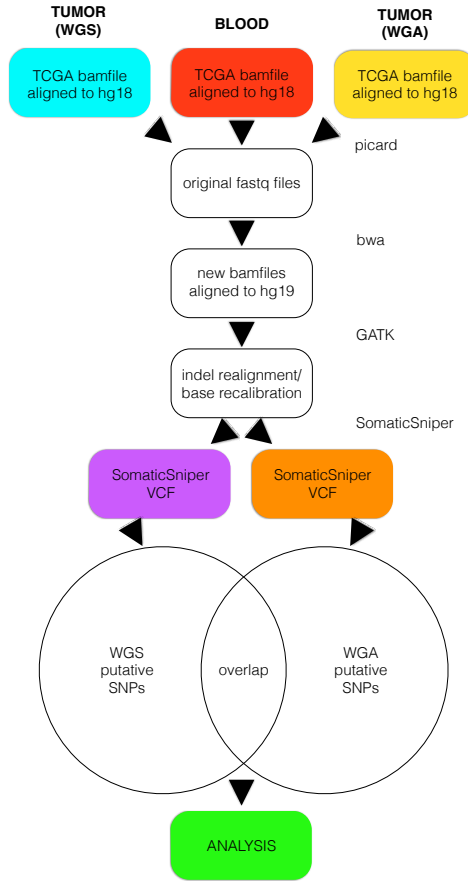 TUMOR
(WGS)
BLOOD
TUMOR
(WGA)
TCGA bamfile
aligned to hg18
TCGA bamfile
aligned to hg18
TCGA bamfile
aligned to hg18
picard
original fastq files
bwa
new bamfiles
aligned to hg19
GATK
indel realignment/
base recalibration
SomaticSniper
SomaticSniper
VCF
SomaticSniper
VCF
WGS
putative
SNPs
overlap
WGA
putative
SNPs
ANALYSIS